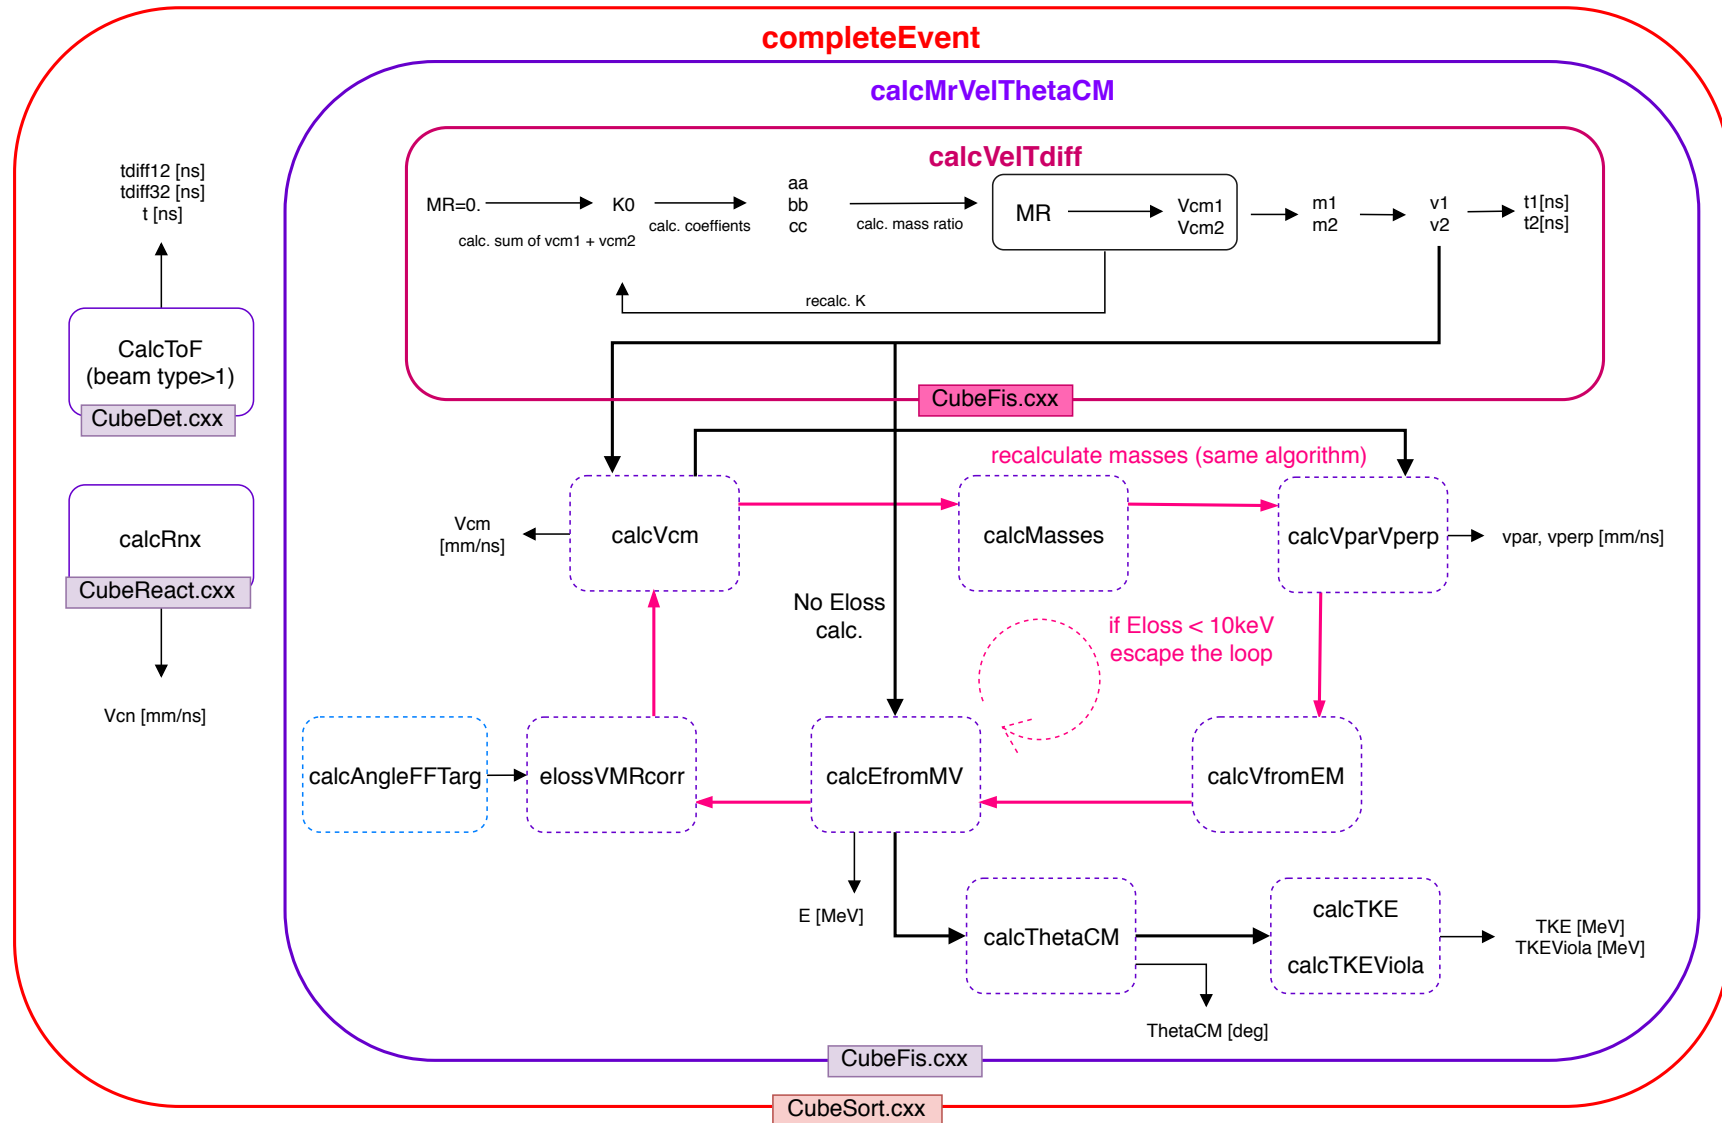 completeEvent
calcMrVelThetaCM
calcVelTdiff
tdiff12 [ns]
tdiff32 [ns]
t [ns]
MR=0.
calc. sum of vcm1 + vcm2
K0
calc. coeffients
aa
bb
cc
calc. mass ratio
MR
Vcm1
Vcm2
m1
m2
v1
v2
t1[ns]
t2[ns]
recalc. K
CalcToF
(beam type>1)
CubeDet.cxx
CubeFis.cxx
recalculate masses (same algorithm)
calcRnx
CubeReact.cxx
Vcm
[mm/ns]
calcVcm
calcMasses
calcVparVperp
vpar, vperp [mm/ns]
No Eloss
calc.
if Eloss < 10keV
escape the loop
Vcn [mm/ns]
calcAngleFFTarg
elossVMRcorr
calcEfromMV
calcVfromEM
E [MeV]
calcThetaCM
calcTKE
calcTKEViola
TKE [MeV]
TKEViola [MeV]
ThetaCM [deg]
CubeFis.cxx
CubeSort.cxx